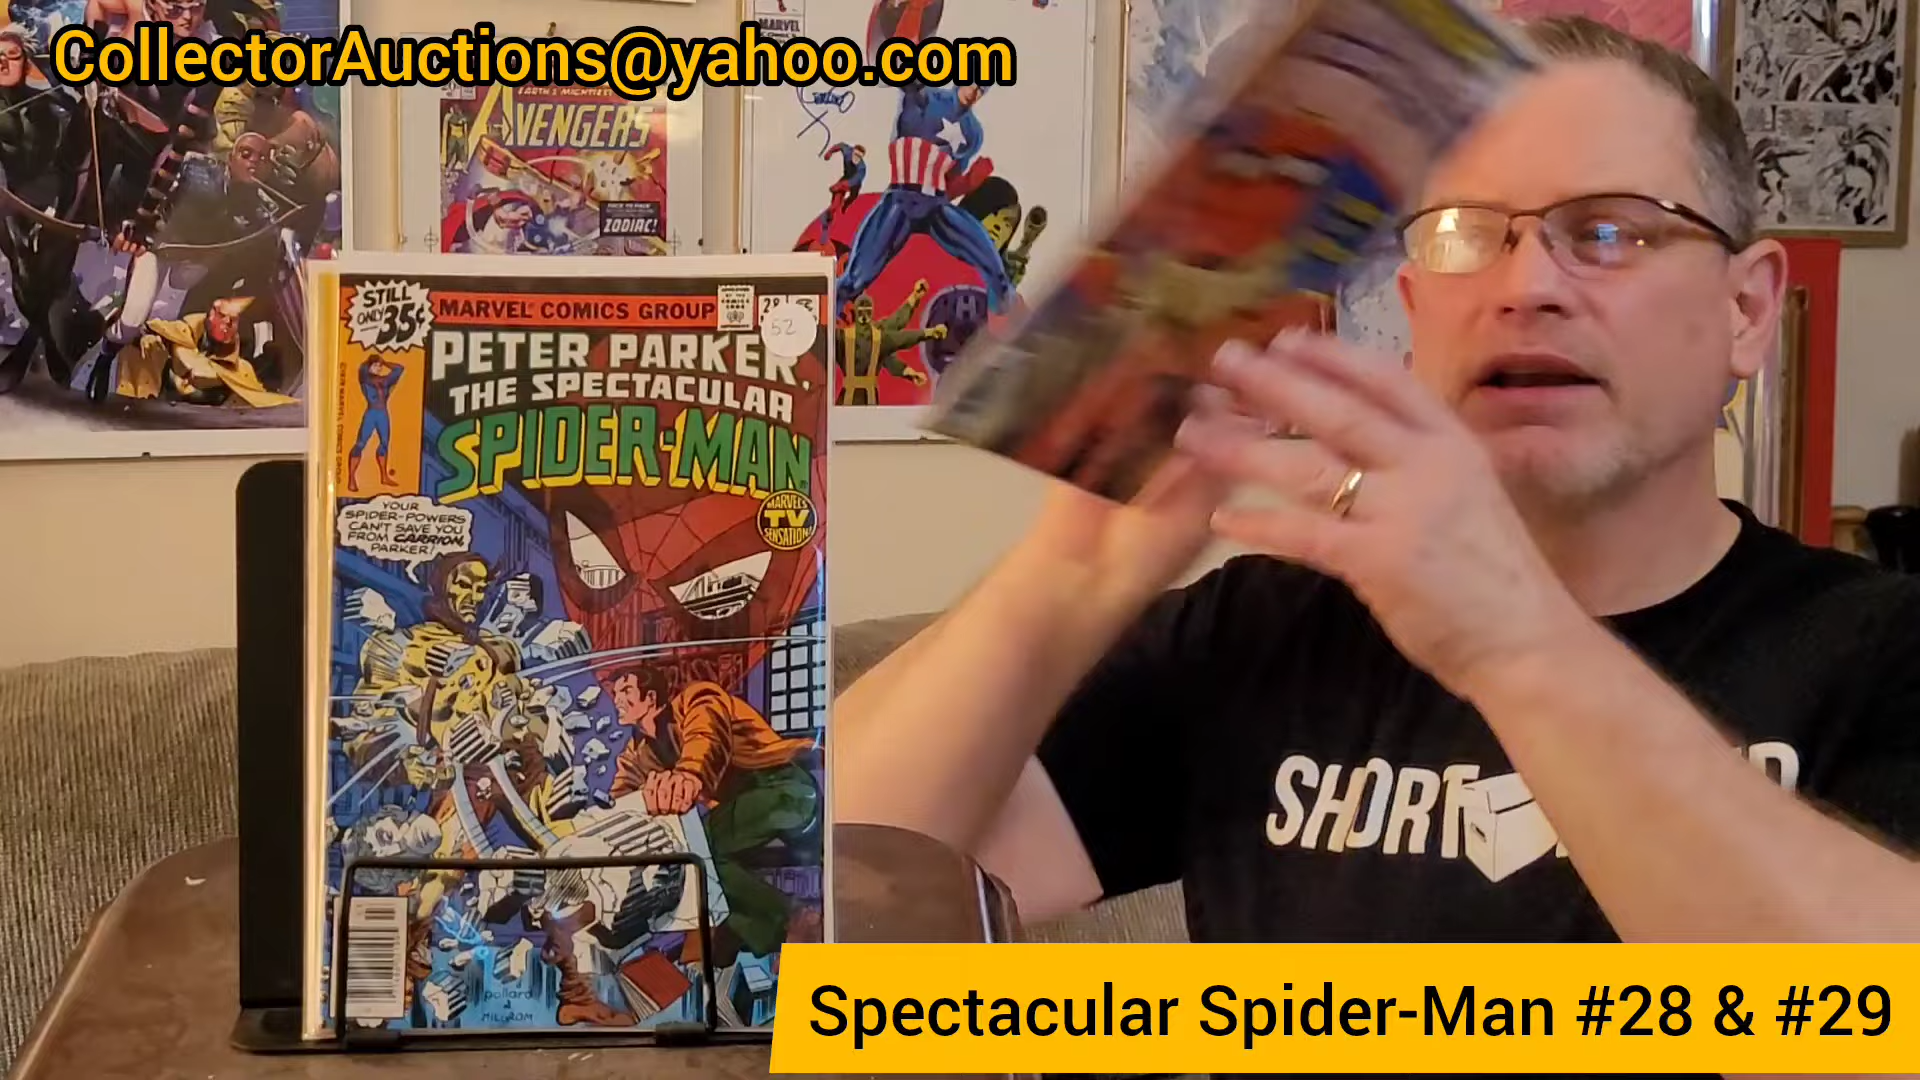 CollectorAuctions@yahoo.com
MARVEL
EARTH'S MIGHTIEST
AVENGERS
ZODIAC!
STILL
ONLY 35¢
MARVEL COMICS GROUP
52
PETER PARKER,
THE SPECTACULAR
SPIDER-MAN
MARVEL'S
TV
SENSATION!
YOUR
SPIDER-POWERS
CAN'T SAVE YOU
FROM CARRION,
PARKER!
SHORT
pollard
MILGROM
Spectacular Spider-Man #28 & #29